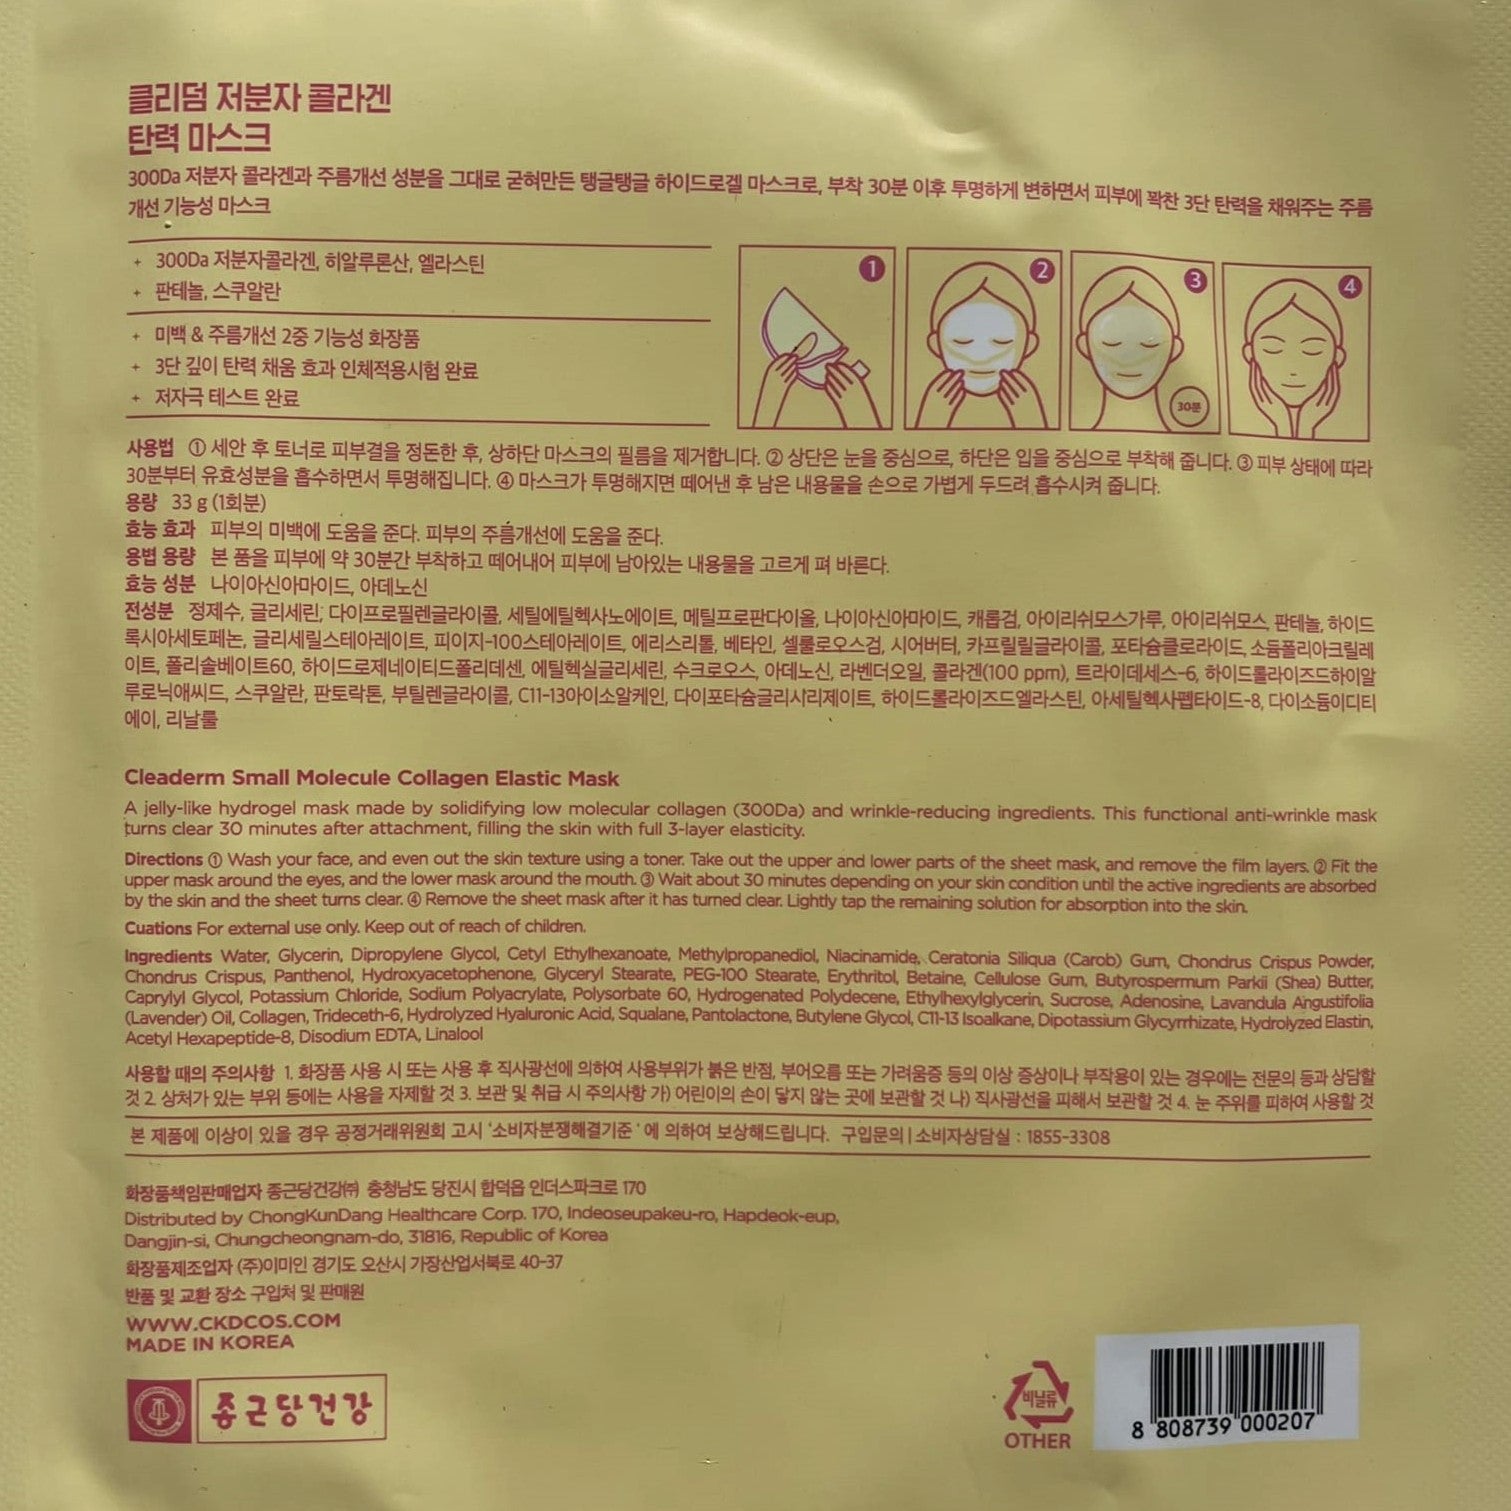 클리덤 저분자 콜라겐
탄력 마스크
300Da 저분자 콜라겐과 주름개선 성분을 그대로 굳혀만든 탱글탱글 하이드로겔 마스크로, 부착 30분 이후 투명하게 변하면서 피부에 꽉찬 3단 탄력을 채워주는 주름
개선 기능성 마스크
+ 300Da 저분자콜라겐, 히알루론산, 엘라스틴
+ 판테놀, 스쿠알란
+ 미백 & 주름개선 2중 기능성 화장품
+ 3단 깊이 탄력 채움 효과 인체적용시험 완료
+ 저자극 테스트 완료
1
2
3
30분
4
사용법 ① 세안 후 토너로 피부결을 정돈한 후, 상하단 마스크의 필름을 제거합니다. ② 상단은 눈을 중심으로, 하단은 입을 중심으로 부착해 줍니다. ③ 피부 상태에 따라
30분부터 유효성분을 흡수하면서 투명해집니다. ④ 마스크가 투명해지면 떼어낸 후 남은 내용물을 손으로 가볍게 두드려 흡수시켜 줍니다.
용량 33 g (1회분)
효능 효과 피부의 미백에 도움을 준다. 피부의 주름개선에 도움을 준다.
용볍 용량 본 품을 피부에 약 30분간 부착하고 떼어내어 피부에 남아있는 내용물을 고르게 펴 바른다.
효능 성분 나이아신아마이드, 아데노신
전성분 정제수, 글리세린, 다이프로필렌글라이콜, 세틸에틸헥사노에이트, 메틸프로판다이올, 나이아신아마이드, 캐롭검, 아이리쉬모스가루, 아이리쉬모스, 판테놀, 하이드
록시아세토페논, 글리세릴스테아레이트, 피이지-100스테아레이트, 에리스리톨, 베타인, 셀룰로오스검, 시어버터, 카프릴릴글라이콜, 포타슘클로라이드, 소듐폴리아크릴레
이트, 폴리솔베이트60, 하이드로제네이티드폴리데센, 에틸헥실글리세린, 수크로오스, 아데노신, 라벤더오일, 콜라겐(100 ppm), 트라이데세스-6, 하이드롤라이즈드하이알
루로닉애씨드, 스쿠알란, 판토락톤, 부틸렌글라이콜, C11-13아이소알케인, 다이포타슘글리시리제이트, 하이드롤라이즈드엘라스틴, 아세틸헥사펩타이드-8, 다이소듐이디티
에이, 리날룰
Cleaderm Small Molecule Collagen Elastic Mask
A jelly-like hydrogel mask made by solidifying low molecular collagen (300Da) and wrinkle-reducing ingredients. This functional anti-wrinkle mask
turns clear 30 minutes after attachment, filling the skin with full 3-layer elasticity.
Directions ① Wash your face, and even out the skin texture using a toner. Take out the upper and lower parts of the sheet mask, and remove the film layers. ② Fit the
upper mask around the eyes, and the lower mask around the mouth. ③ Wait about 30 minutes depending on your skin condition until the active ingredients are absorbed
by the skin and the sheet turns clear. ④ Remove the sheet mask after it has turned clear. Lightly tap the remaining solution for absorption into the skin.
Cuations For external use only. Keep out of reach of children.
Ingredients Water, Glycerin, Dipropylene Glycol, Cetyl Ethylhexanoate, Methylpropanediol, Niacinamide, Ceratonia Siliqua (Carob) Gum, Chondrus Crispus Powder,
Chondrus Crispus, Panthenol, Hydroxyacetophenone, Glyceryl Stearate, PEG-100 Stearate, Erythritol, Betaine, Cellulose Gum, Butyrospermum Parkii (Shea) Butter,
Caprylyl Glycol, Potassium Chloride, Sodium Polyacrylate, Polysorbate 60, Hydrogenated Polydecene, Ethylhexylglycerin, Sucrose, Adenosine, Lavandula Angustifolia
(Lavender) Oil, Collagen, Trideceth-6, Hydrolyzed Hyaluronic Acid, Squalane, Pantolactone, Butylene Glycol, C11-13 Isoalkane, Dipotassium Glycyrrhizate, Hydrolyzed Elastin,
Acetyl Hexapeptide-8, Disodium EDTA, Linalool
사용할 때의 주의사항 1. 화장품 사용 시 또는 사용 후 직사광선에 의하여 사용부위가 붉은 반점, 부어오름 또는 가려움증 등의 이상 증상이나 부작용이 있는 경우에는 전문의 등과 상담할
것 2. 상처가 있는 부위 등에는 사용을 자제할 것 3. 보관 및 취급 시 주의사항 가) 어린이의 손이 닿지 않는 곳에 보관할 것 나) 직사광선을 피해서 보관할 것 4. 눈 주위를 피하여 사용할 것
본 제품에 이상이 있을 경우 공정거래위원회 고시 '소비자분쟁해결기준'에 의하여 보상해드립니다. 구입문의 | 소비자상담실 : 1855-3308
화장품책임판매업자 종근당건강㈜ 충청남도 당진시 합덕읍 인더스파크로 170
Distributed by ChongKunDang Healthcare Corp. 170, Indeoseupakeu-ro, Hapdeok-eup,
Dangjin-si, Chungcheongnam-do, 31816, Republic of Korea
화장품제조업자 (주)이미인 경기도 오산시 가장산업서북로 40-37
반품 및 교환 장소 구입처 및 판매원
WWW.CKDCOS.COM
MADE IN KOREA
종근당건강
비닐류
OTHER
8 808739 000207